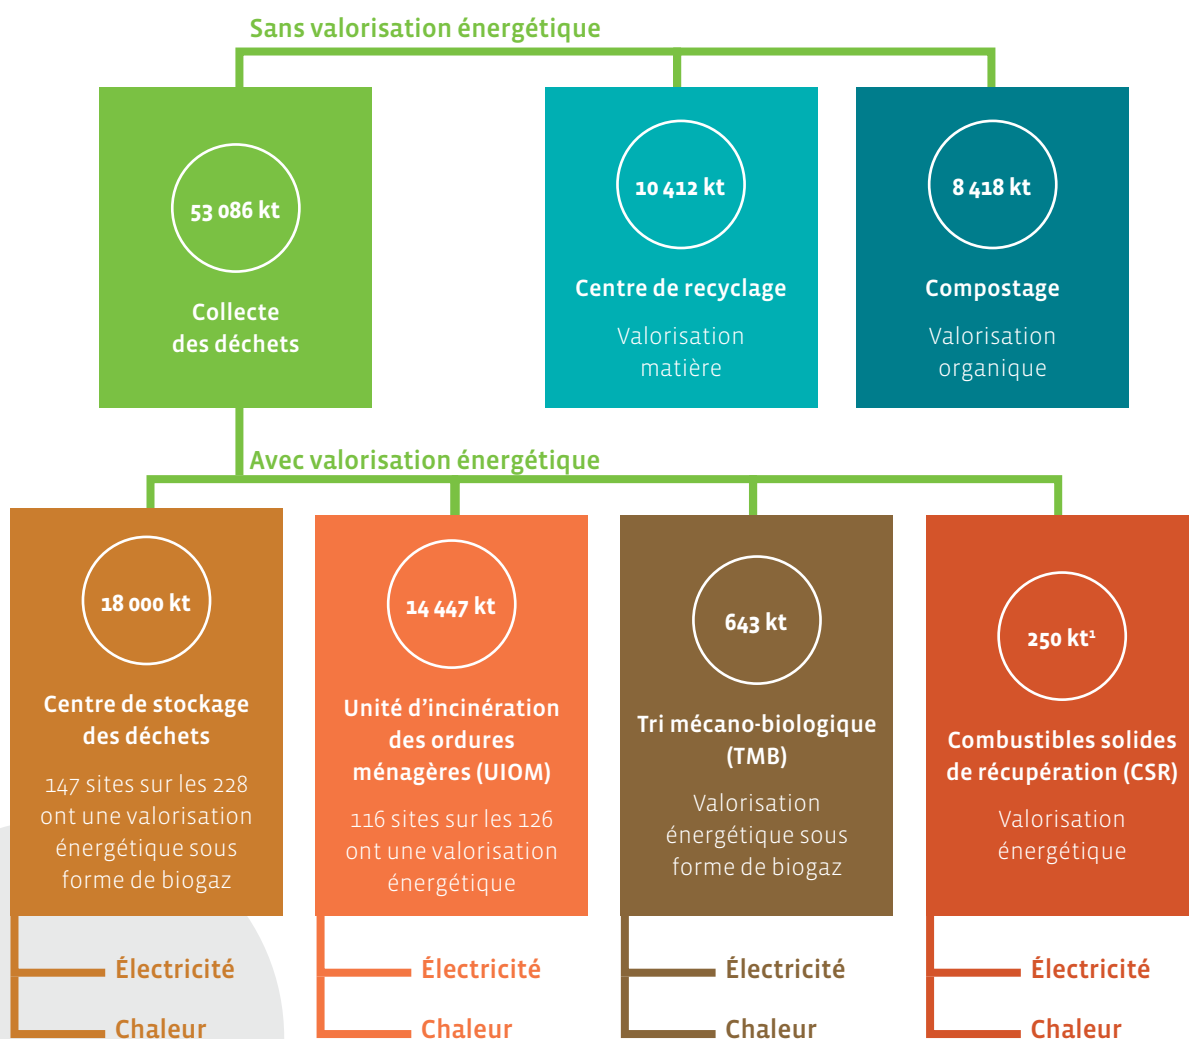 Sans valorisation énergétique
53 086 kt
Collecte
des déchets
10 412 kt
Centre de recyclage
Valorisation
matière
8 418 kt
Compostage
Valorisation
organique
Avec valorisation énergétique
18 000 kt
Centre de stockage
des déchets
147 sites sur les 228
ont une valorisation
énergétique sous
forme de biogaz
Électricité
Chaleur
14 447 kt
Unité d’incinération
des ordures
ménagères (UIOM)
116 sites sur les 126
ont une valorisation
énergétique
Électricité
Chaleur
643 kt
Tri mécano-biologique
(TMB)
Valorisation
énergétique sous
forme de biogaz
Électricité
Chaleur
250 kt¹
Combustibles solides
de récupération (CSR)
Valorisation
énergétique
Électricité
Chaleur